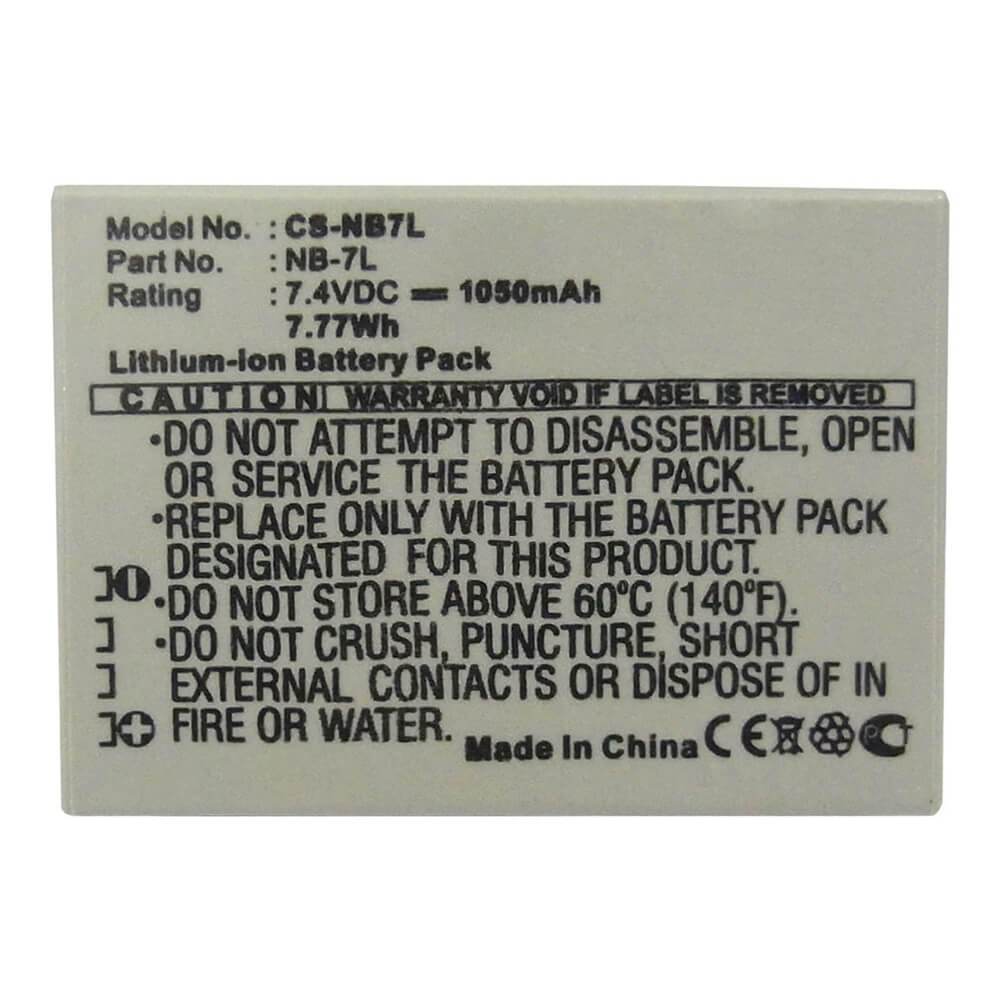 Model No. : CS-NB7L
Part No. : NB-7L
Rating : 7.4VDC ⎓ 1050mAh
7.77Wh
Lithium-Ion Battery Pack
CAUTION! WARRANTY VOID IF LABEL IS REMOVED
•DO NOT ATTEMPT TO DISASSEMBLE, OPEN
OR SERVICE THE BATTERY PACK.
•REPLACE ONLY WITH THE BATTERY PACK
DESIGNATED FOR THIS PRODUCT.
•DO NOT STORE ABOVE 60°C (140°F).
•DO NOT CRUSH, PUNCTURE, SHORT
EXTERNAL CONTACTS OR DISPOSE OF IN
FIRE OR WATER.
Made In China CE PCT